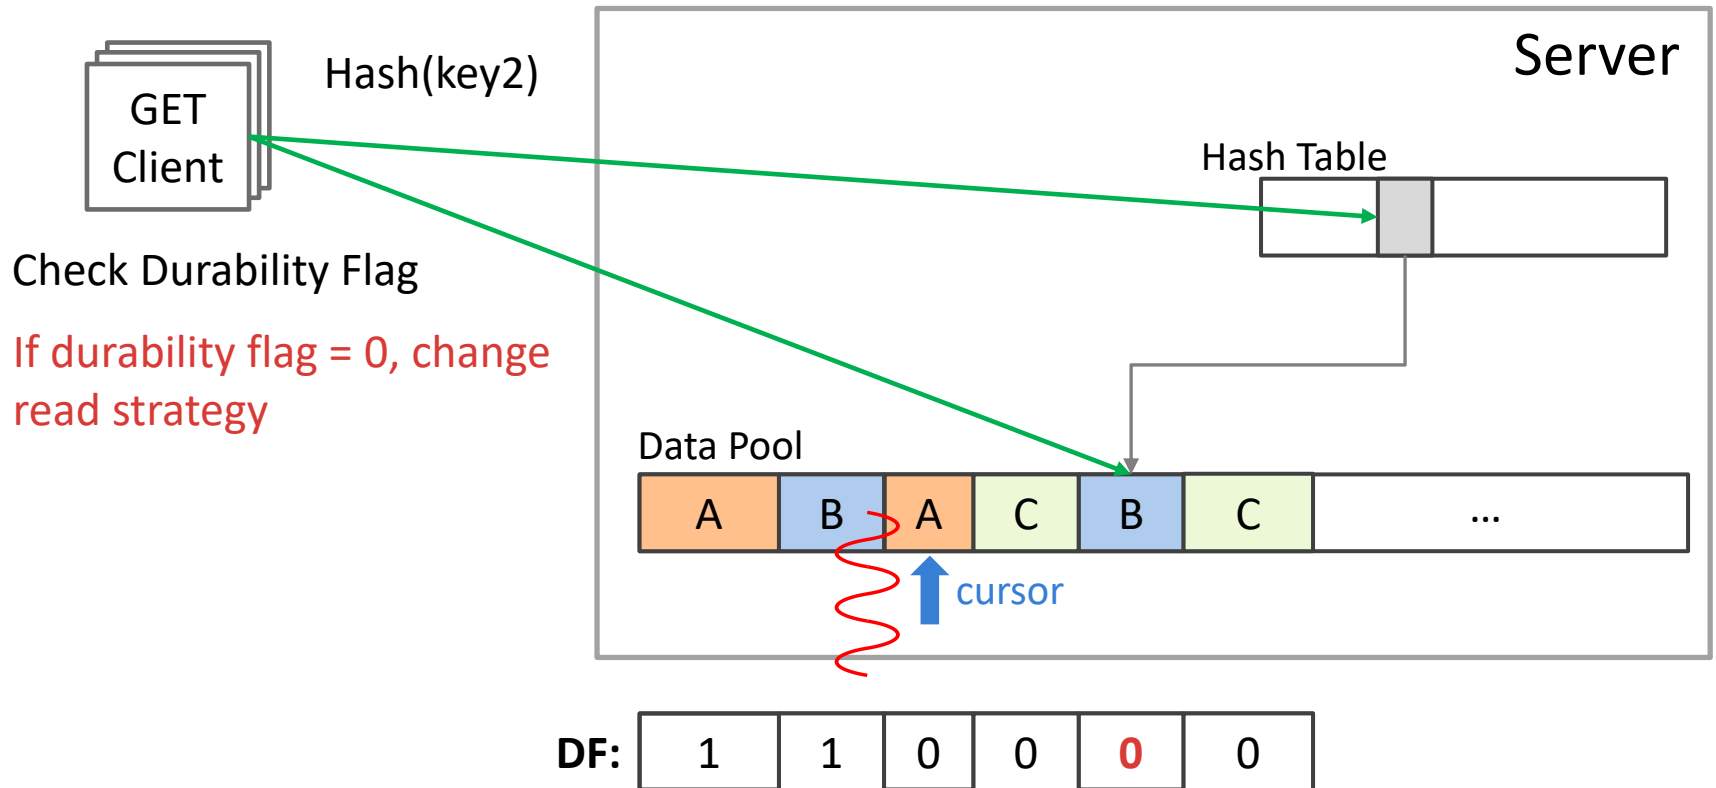 Server
Hash(key2)
GET
Client
Hash Table
Check Durability Flag
If durability flag = 0, change
read strategy
Data Pool
A B A C B C ...
cursor
DF: 1 1 0 0 0 0